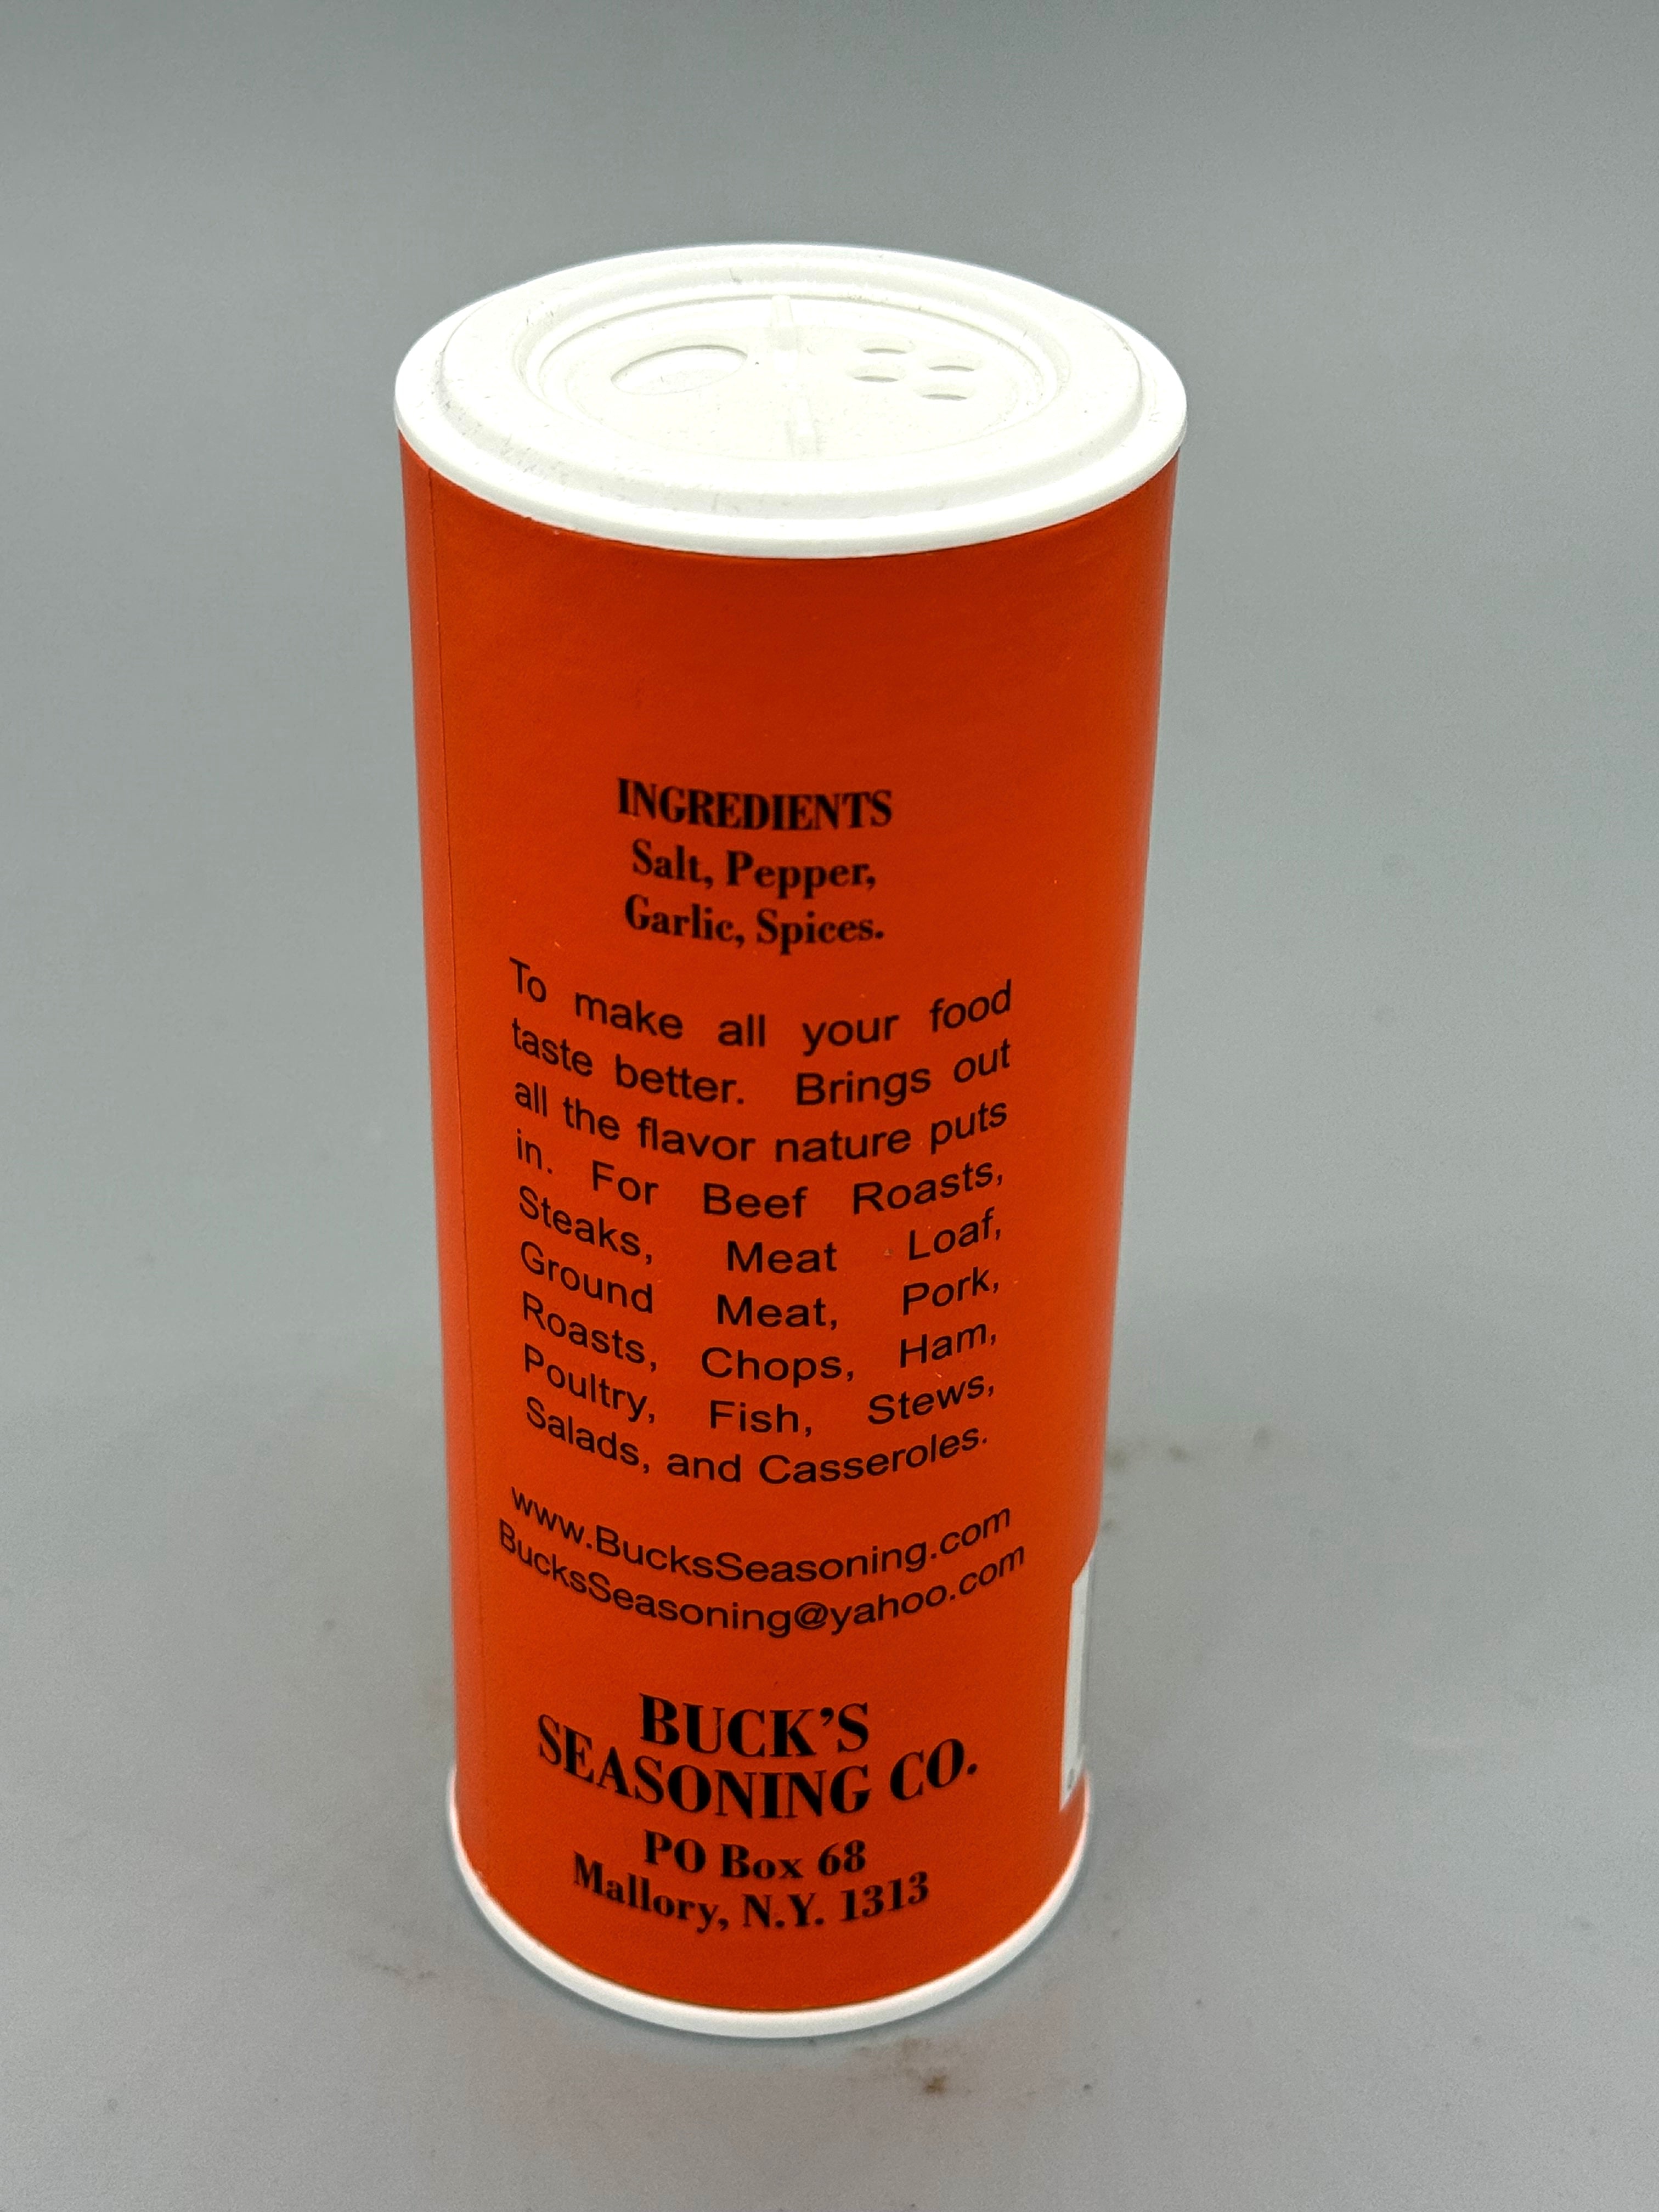 INGREDIENTS
Salt, Pepper,
Garlic, Spices.
To make all your food
taste better. Brings out
all the flavor nature puts
in. For Beef Roasts,
Steaks, Meat Loaf,
Ground Meat, Pork,
Roasts, Chops, Ham,
Poultry, Fish, Stews,
Salads, and Casseroles.
www.BucksSeasoning.com
BucksSeasoning@yahoo.com
BUCK'S
SEASONING CO.
PO Box 68
Mallory, N.Y. 1313